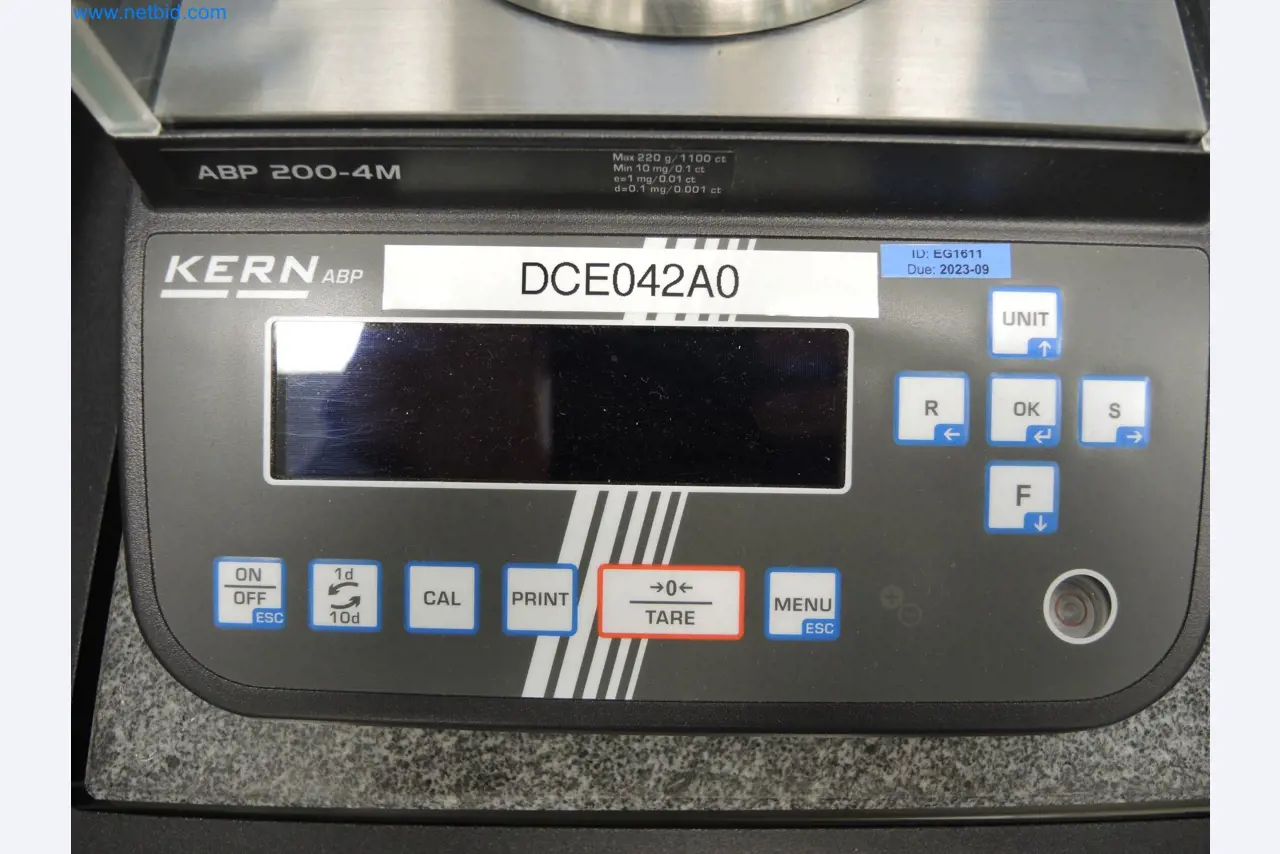 www.netbid.com
ABP 200-4M
Max 220 g/1100 ct
Min 10 mg/0.1 ct
e=1 mg/0.01 ct
d=0.1 mg/0.001 ct
KERN ABP
DCE042A0
ID: EG1611
Due: 2023-09
UNIT
R
OK
S
F
ON
OFF
ESC
1d
10d
CAL
PRINT
→0←
TARE
MENU
ESC